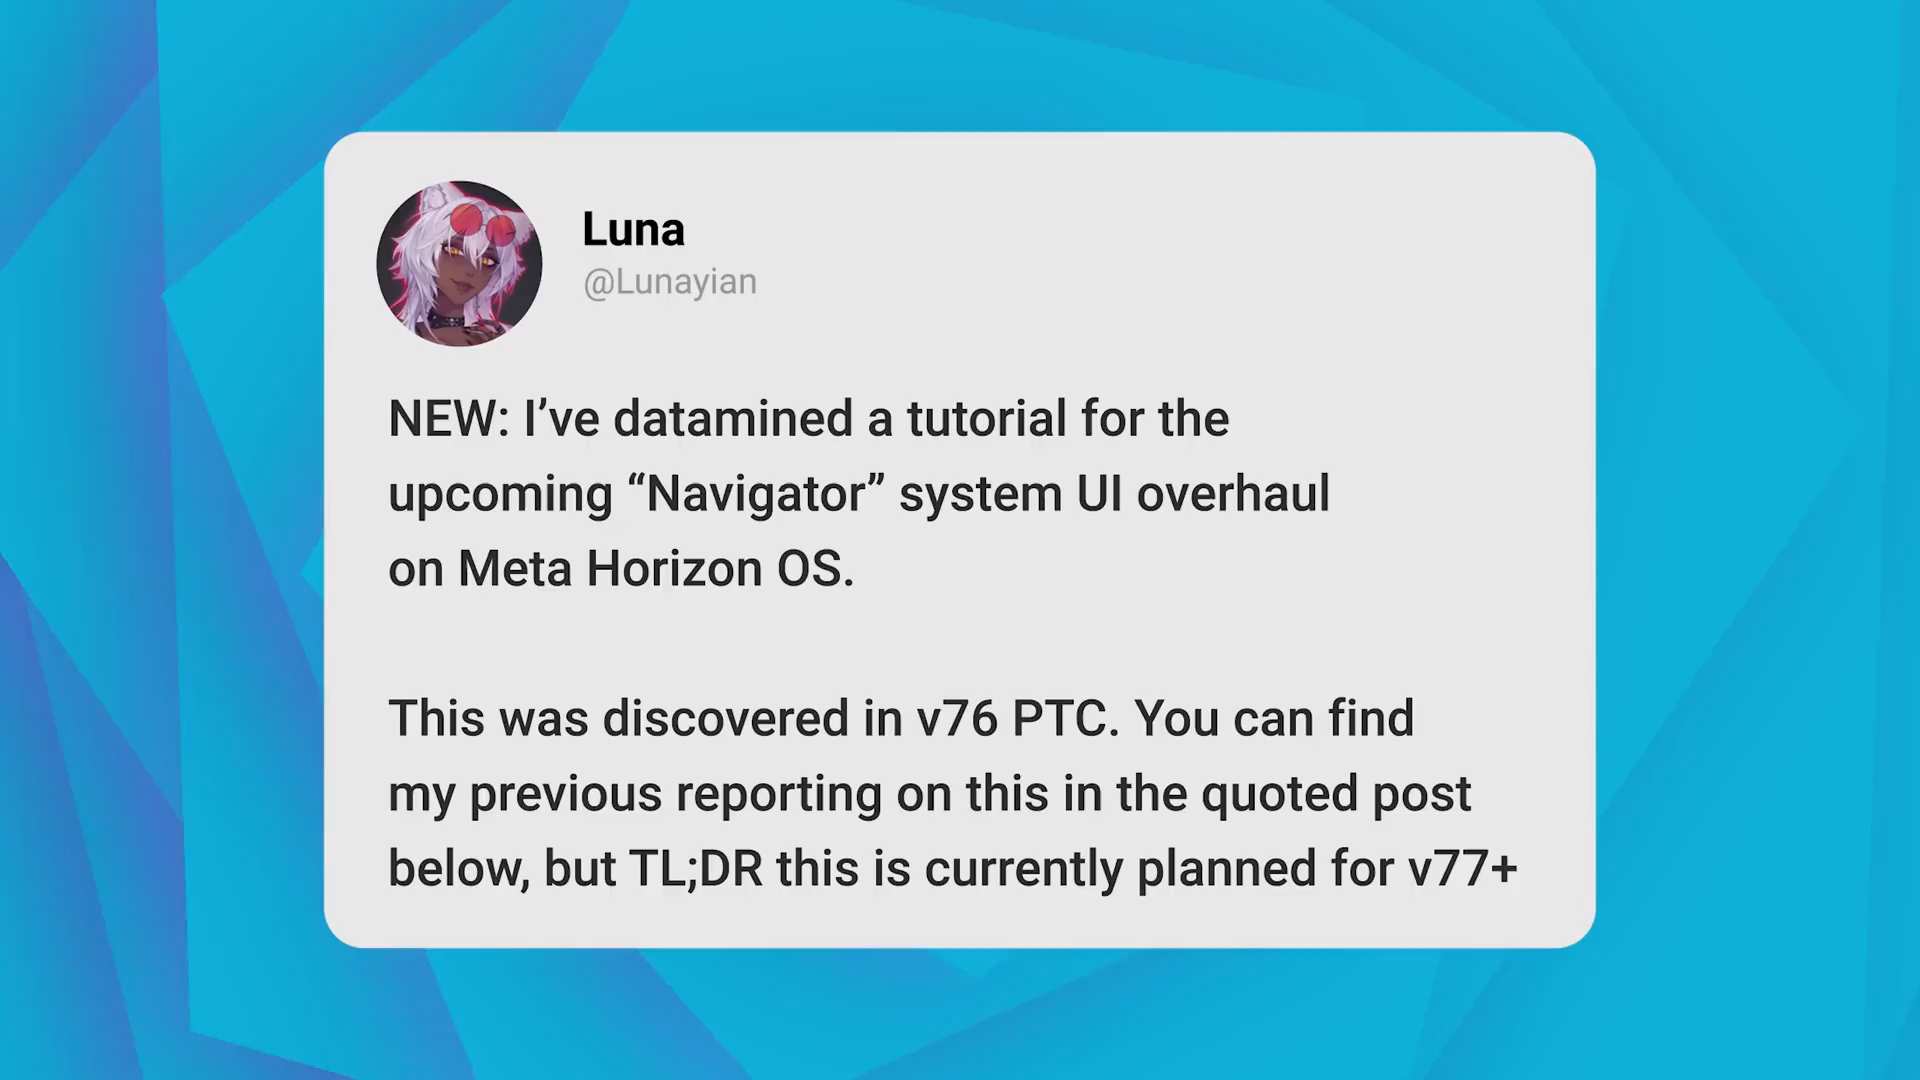 Luna
@Lunayian
NEW: I’ve datamined a tutorial for the
upcoming “Navigator” system UI overhaul
on Meta Horizon OS.
This was discovered in v76 PTC. You can find
my previous reporting on this in the quoted post
below, but TL;DR this is currently planned for v77+